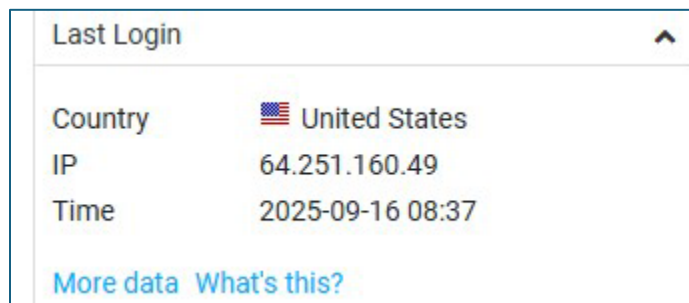 Last Login
Country United States
IP 64.251.160.49
Time 2025-09-16 08:37
More data What's this?